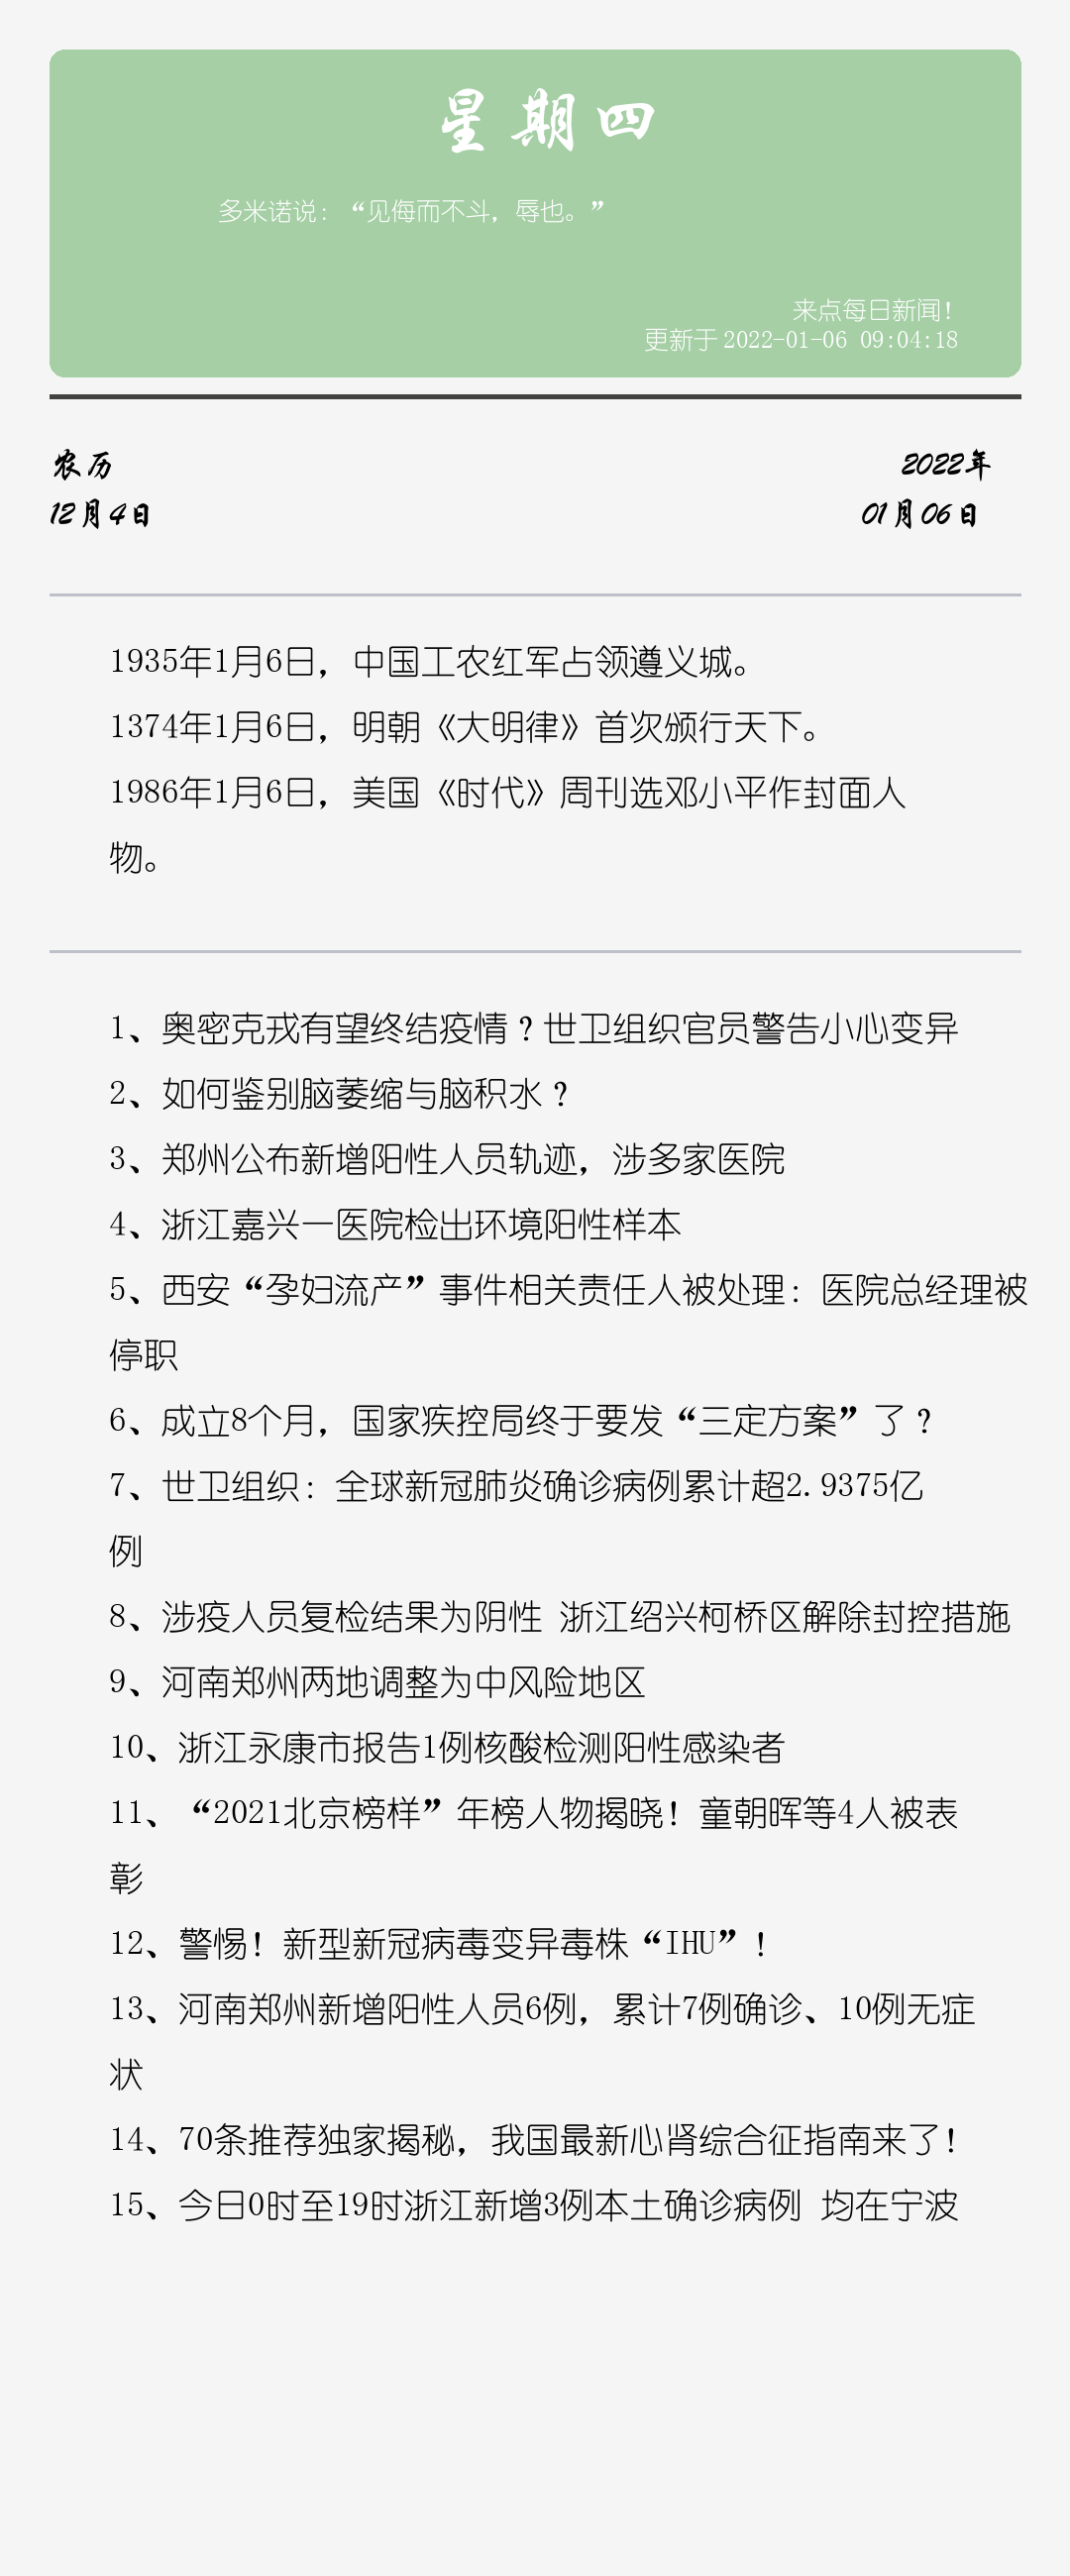 星期四
多米诺说：“见侮而不斗，辱也。”
来点每日新闻！
更新于 2022-01-06 09:04:18
农历
2022年
12月4日
01月06日
1935年1月6日，中国工农红军占领遵义城。
1374年1月6日，明朝《大明律》首次颁行天下。
1986年1月6日，美国《时代》周刊选邓小平作封面人
物。
1、奥密克戎有望终结疫情？世卫组织官员警告小心变异
2、如何鉴别脑萎缩与脑积水？
3、郑州公布新增阳性人员轨迹，涉多家医院
4、浙江嘉兴一医院检出环境阳性样本
5、西安“孕妇流产”事件相关责任人被处理：医院总经理被
停职
6、成立8个月，国家疾控局终于要发“三定方案”了？
7、世卫组织：全球新冠肺炎确诊病例累计超2.9375亿
例
8、涉疫人员复检结果为阴性 浙江绍兴柯桥区解除封控措施
9、河南郑州两地调整为中风险地区
10、浙江永康市报告1例核酸检测阳性感染者
11、“2021北京榜样”年榜人物揭晓！童朝晖等4人被表
彰
12、警惕！新型新冠病毒变异毒株“IHU”！
13、河南郑州新增阳性人员6例，累计7例确诊、10例无症
状
14、70条推荐独家揭秘，我国最新心肾综合征指南来了！
15、今日0时至19时浙江新增3例本土确诊病例 均在宁波